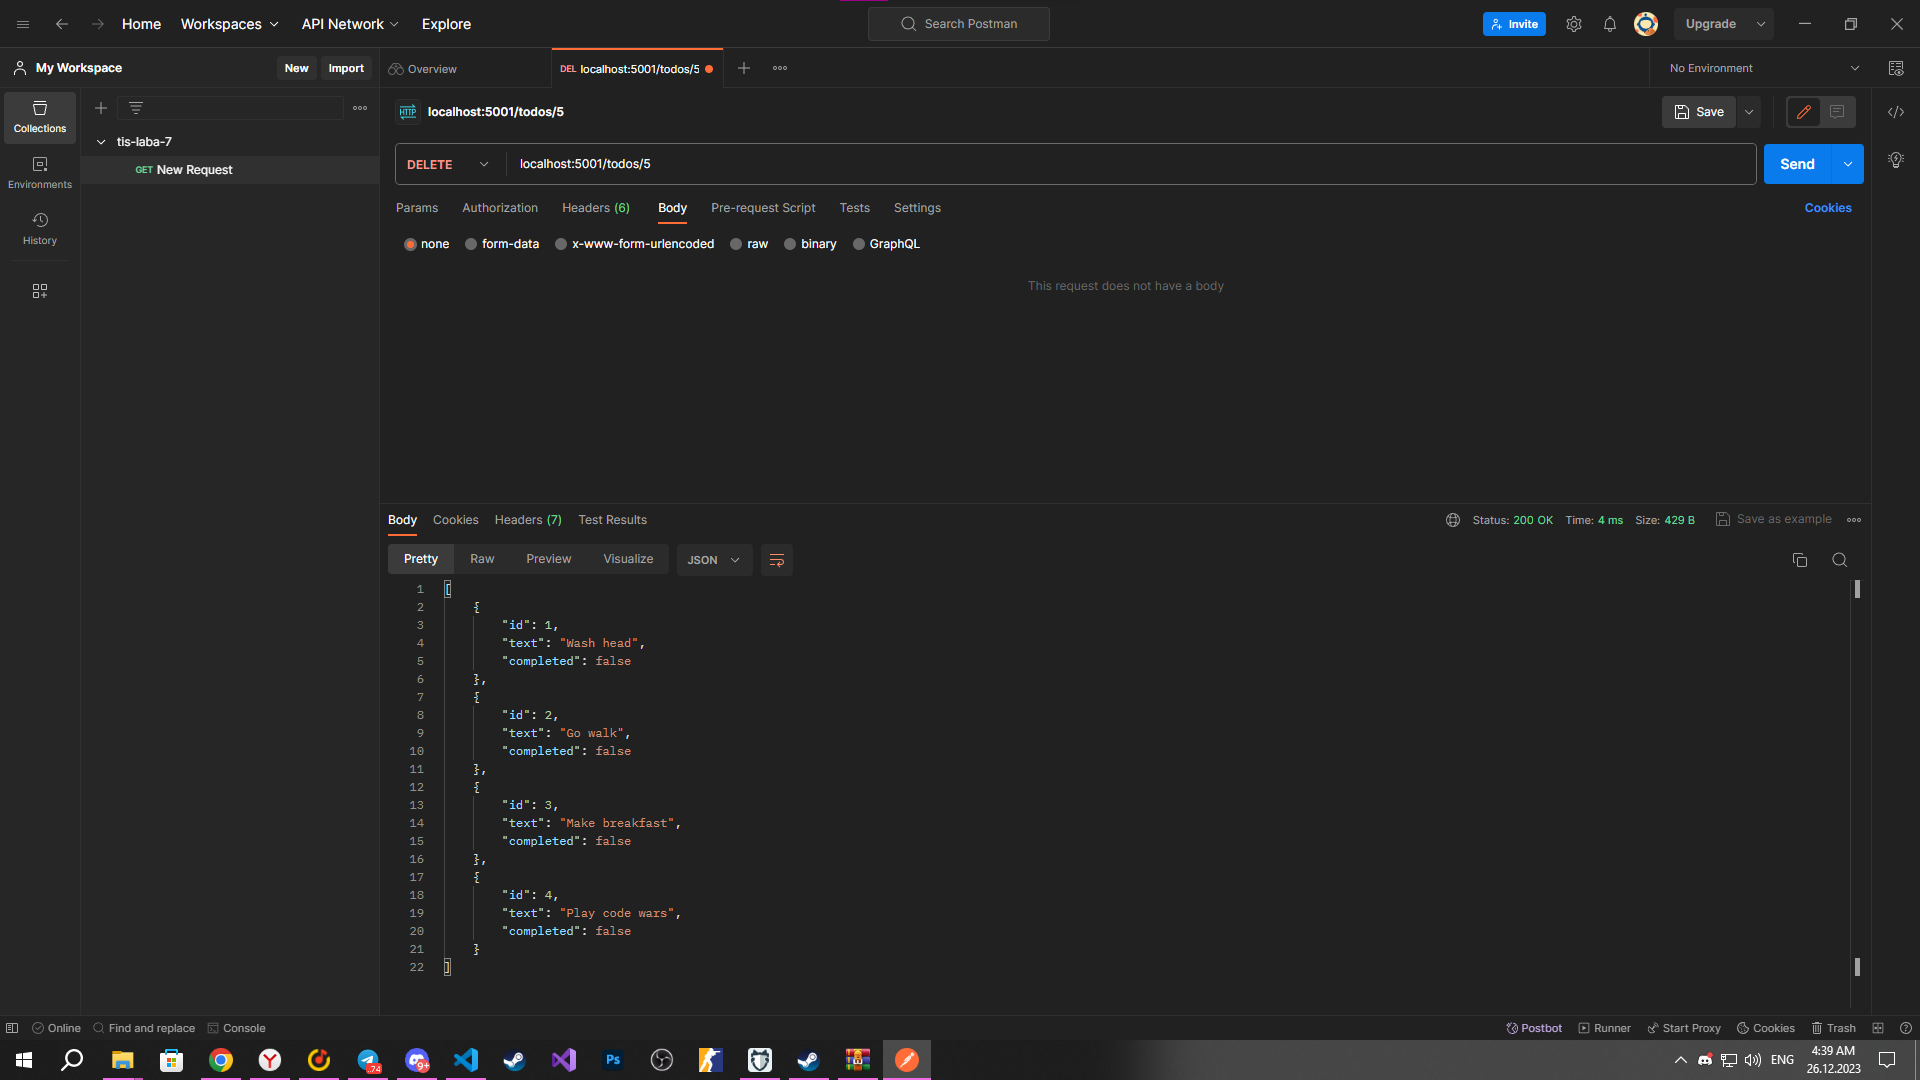 Home Workspaces API Network Explore Search Postman Invite Upgrade
My Workspace New Import Overview DEL localhost:5001/todos/5 No Environment
Collections
Environments
History
tis-laba-7
GET New Request
HTTP localhost:5001/todos/5 Save
DELETE localhost:5001/todos/5 Send
Params Authorization Headers (6) Body Pre-request Script Tests Settings Cookies
none form-data x-www-form-urlencoded raw binary GraphQL
This request does not have a body
Body Cookies Headers (7) Test Results Status: 200 OK Time: 4 ms Size: 429 B Save as example
Pretty Raw Preview Visualize JSON
1 [
2 {
3 "id": 1,
4 "text": "Wash head",
5 "completed": false
6 },
7 {
8 "id": 2,
9 "text": "Go walk",
10 "completed": false
11 },
12 {
13 "id": 3,
14 "text": "Make breakfast",
15 "completed": false
16 },
17 {
18 "id": 4,
19 "text": "Play code wars",
20 "completed": false
21 }
22 ]
Online Find and replace Console Postbot Runner Start Proxy Cookies Trash
74 9+ Ps ENG 4:39 AM
26.12.2023